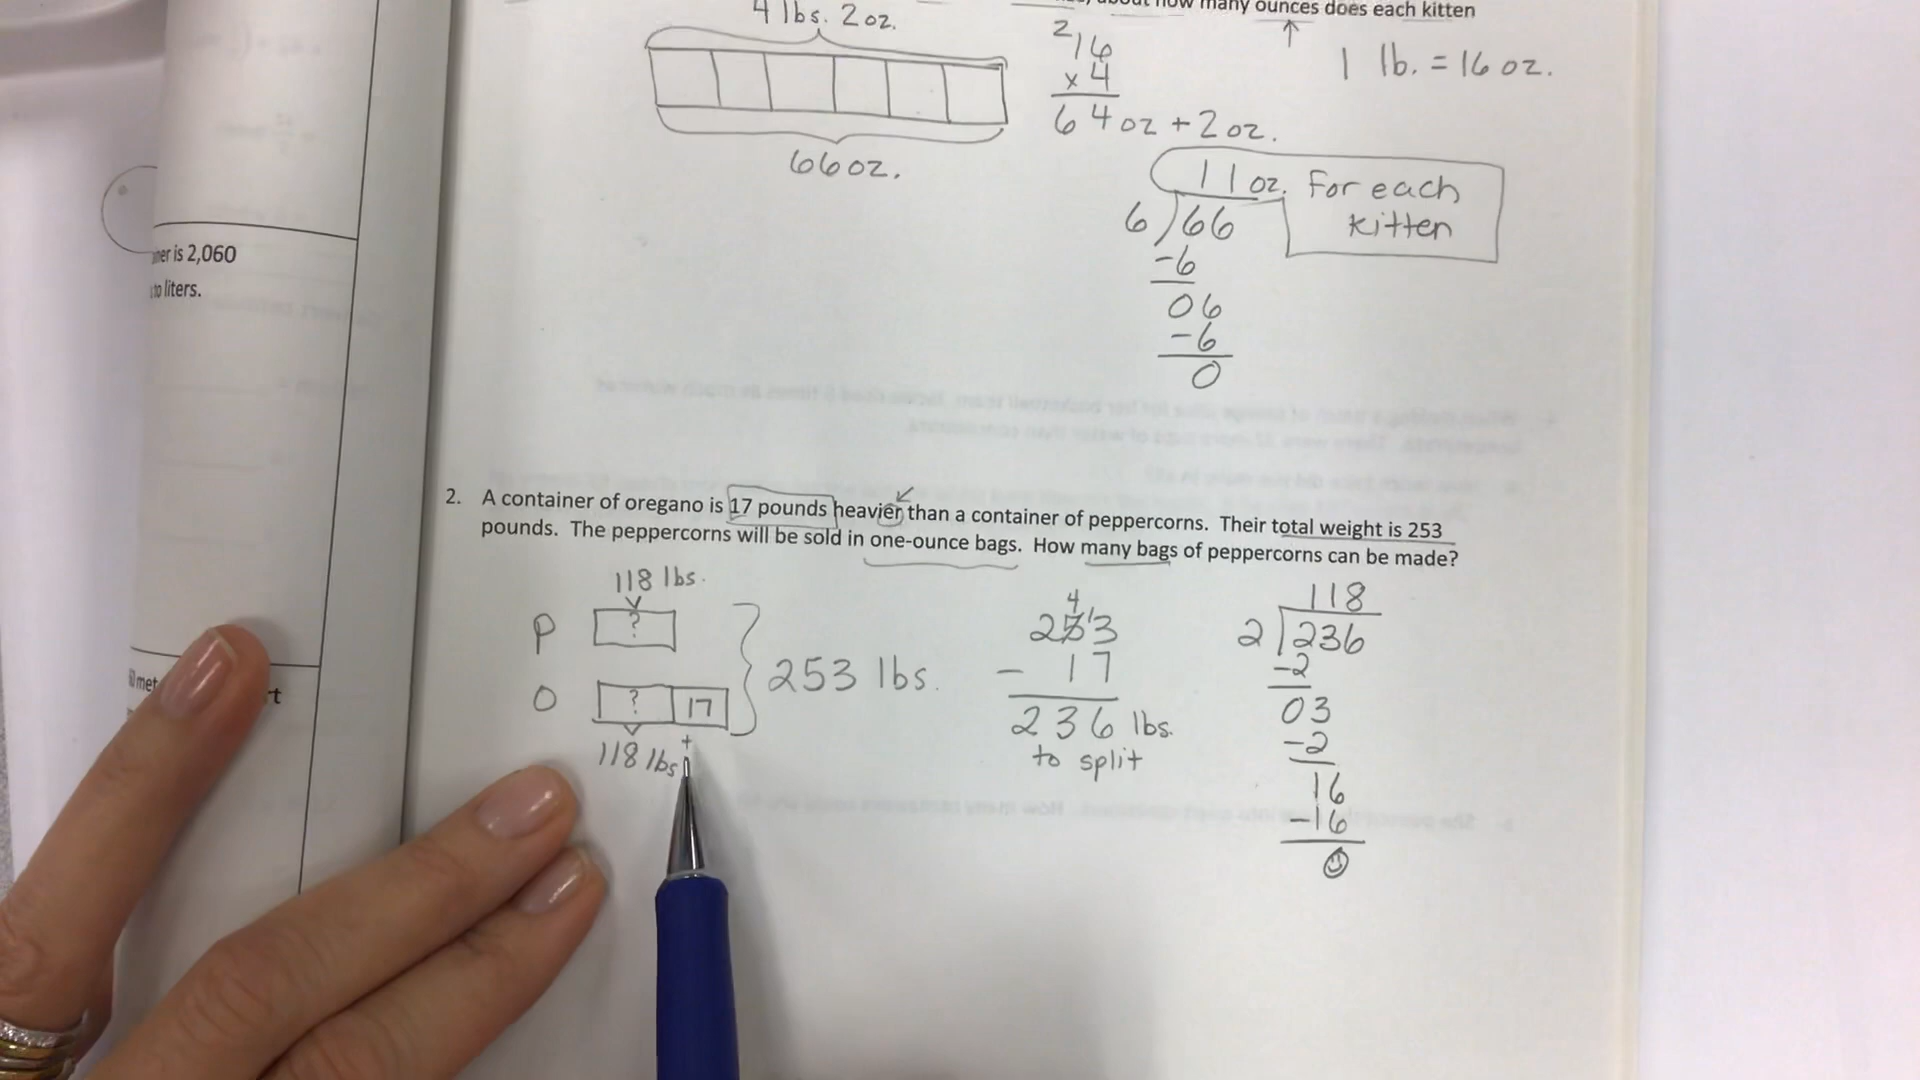 many ounces does each kitten
4 lbs. 2 oz.
66 oz.
2
16
x 4
64 oz + 2 oz.
1 lb. = 16 oz.
11 oz. For each
kitten
6)66
-6
06
-6
0
is 2,060
to liters.
2. A container of oregano is 17 pounds heavier than a container of peppercorns. Their total weight is 253
pounds. The peppercorns will be sold in one-ounce bags. How many bags of peppercorns can be made?
118 lbs.
P ?
O ? 17
118 lbs +
253 lbs.
4 1
253
- 17
236 lbs.
to split
118
2)236
-2
03
-2
16
-16
0